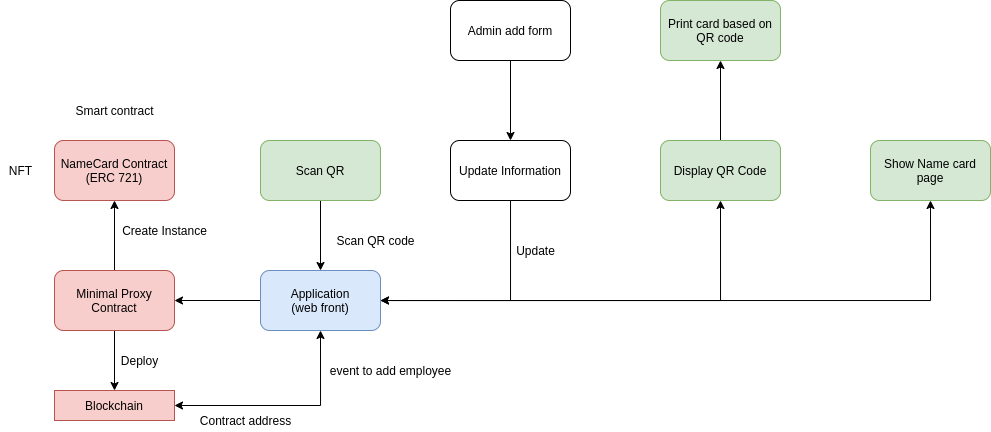 Admin add form
Print card based on
QR code
Smart contract
NFT
NameCard Contract
(ERC 721)
Scan QR
Update Information
Display QR Code
Show Name card
page
Create Instance
Scan QR code
Update
Minimal Proxy
Contract
Application
(web front)
Deploy
event to add employee
Blockchain
Contract address